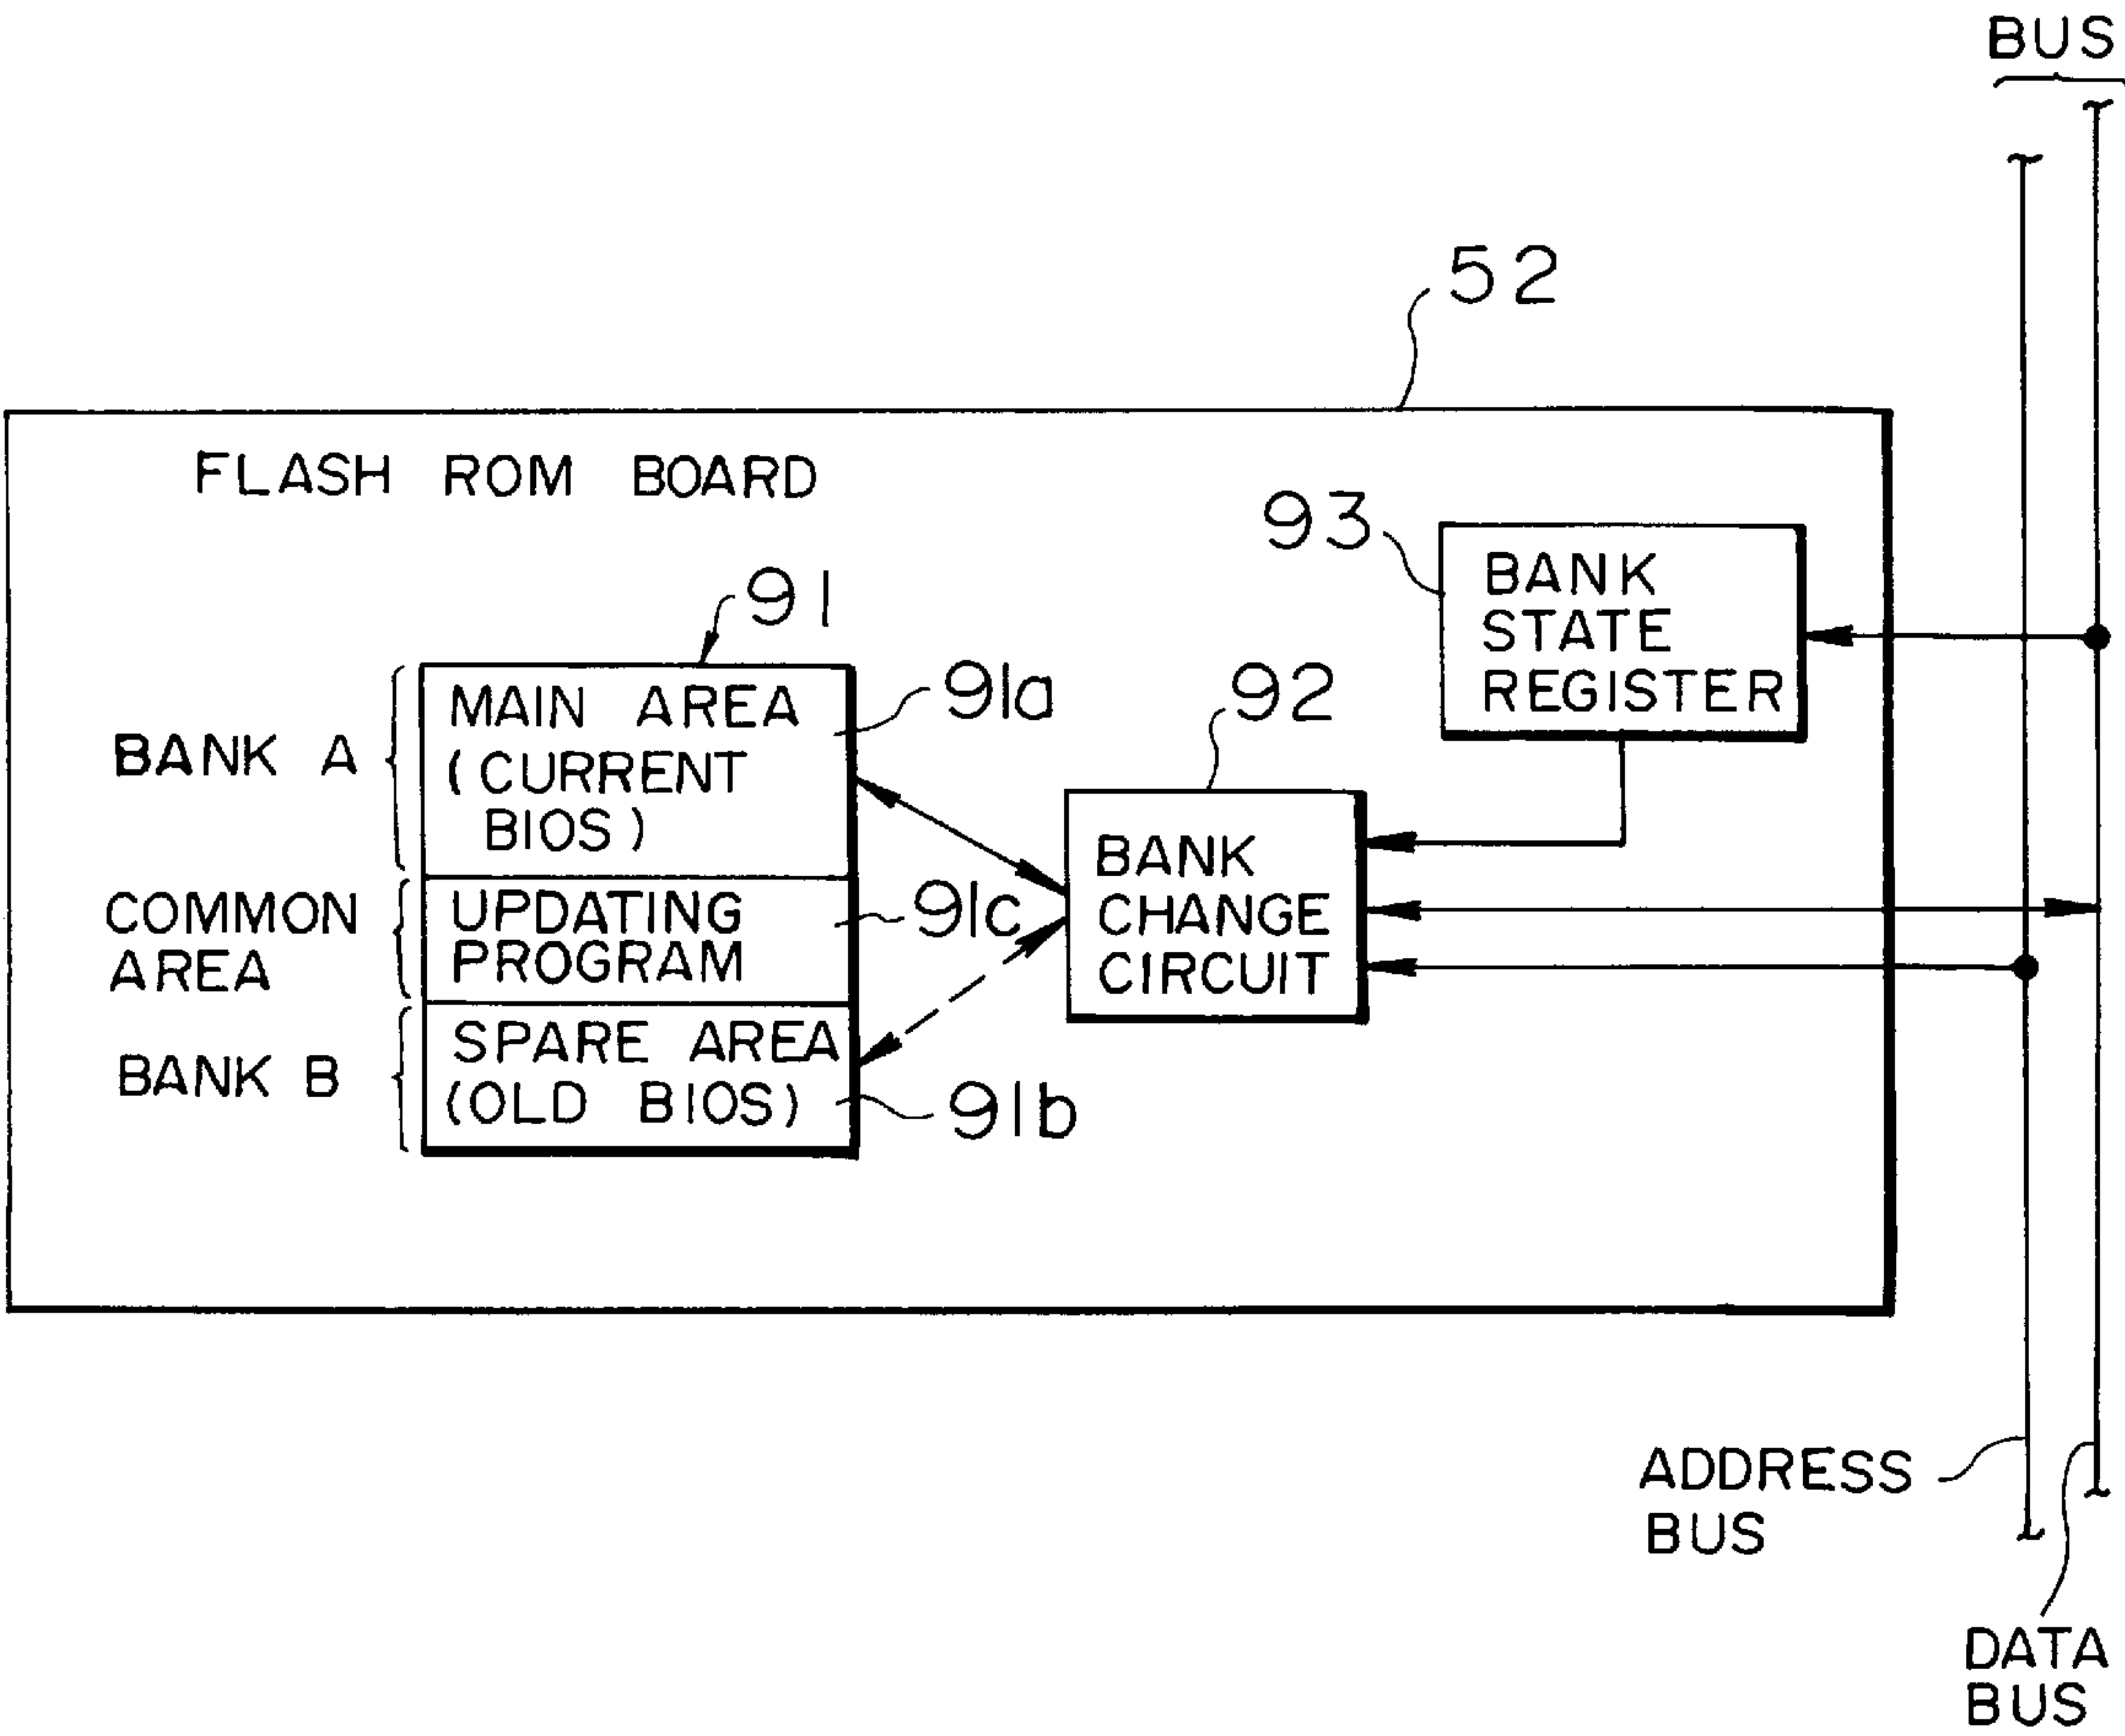 BUS
52
FLASH ROM BOARD
93
BANK
STATE
REGISTER
91
MAIN AREA
(CURRENT
BIOS)
91a
BANK A
92
BANK
CHANGE
CIRCUIT
COMMON
AREA
UPDATING
PROGRAM
91c
BANK B
SPARE AREA
(OLD BIOS)
91b
ADDRESS
BUS
DATA
BUS